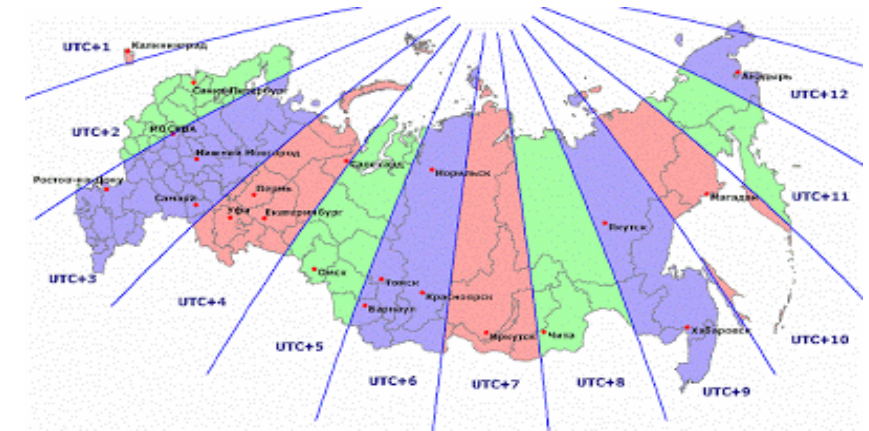 UTC+1
Калининград
Санкт-Петербург
Анадырь
UTC+12
UTC+2
МОСКВА
Нижний Новгород
Салехард
Норильск
Ростов-на-Дону
Пермь
Самара
Уфа
Екатеринбург
Магадан
UTC+11
Якутск
UTC+3
Омск
Томск
Красноярск
UTC+4
Барнаул
Иркутск
Чита
Хабаровск
UTC+5
UTC+10
UTC+6
UTC+7
UTC+8
UTC+9